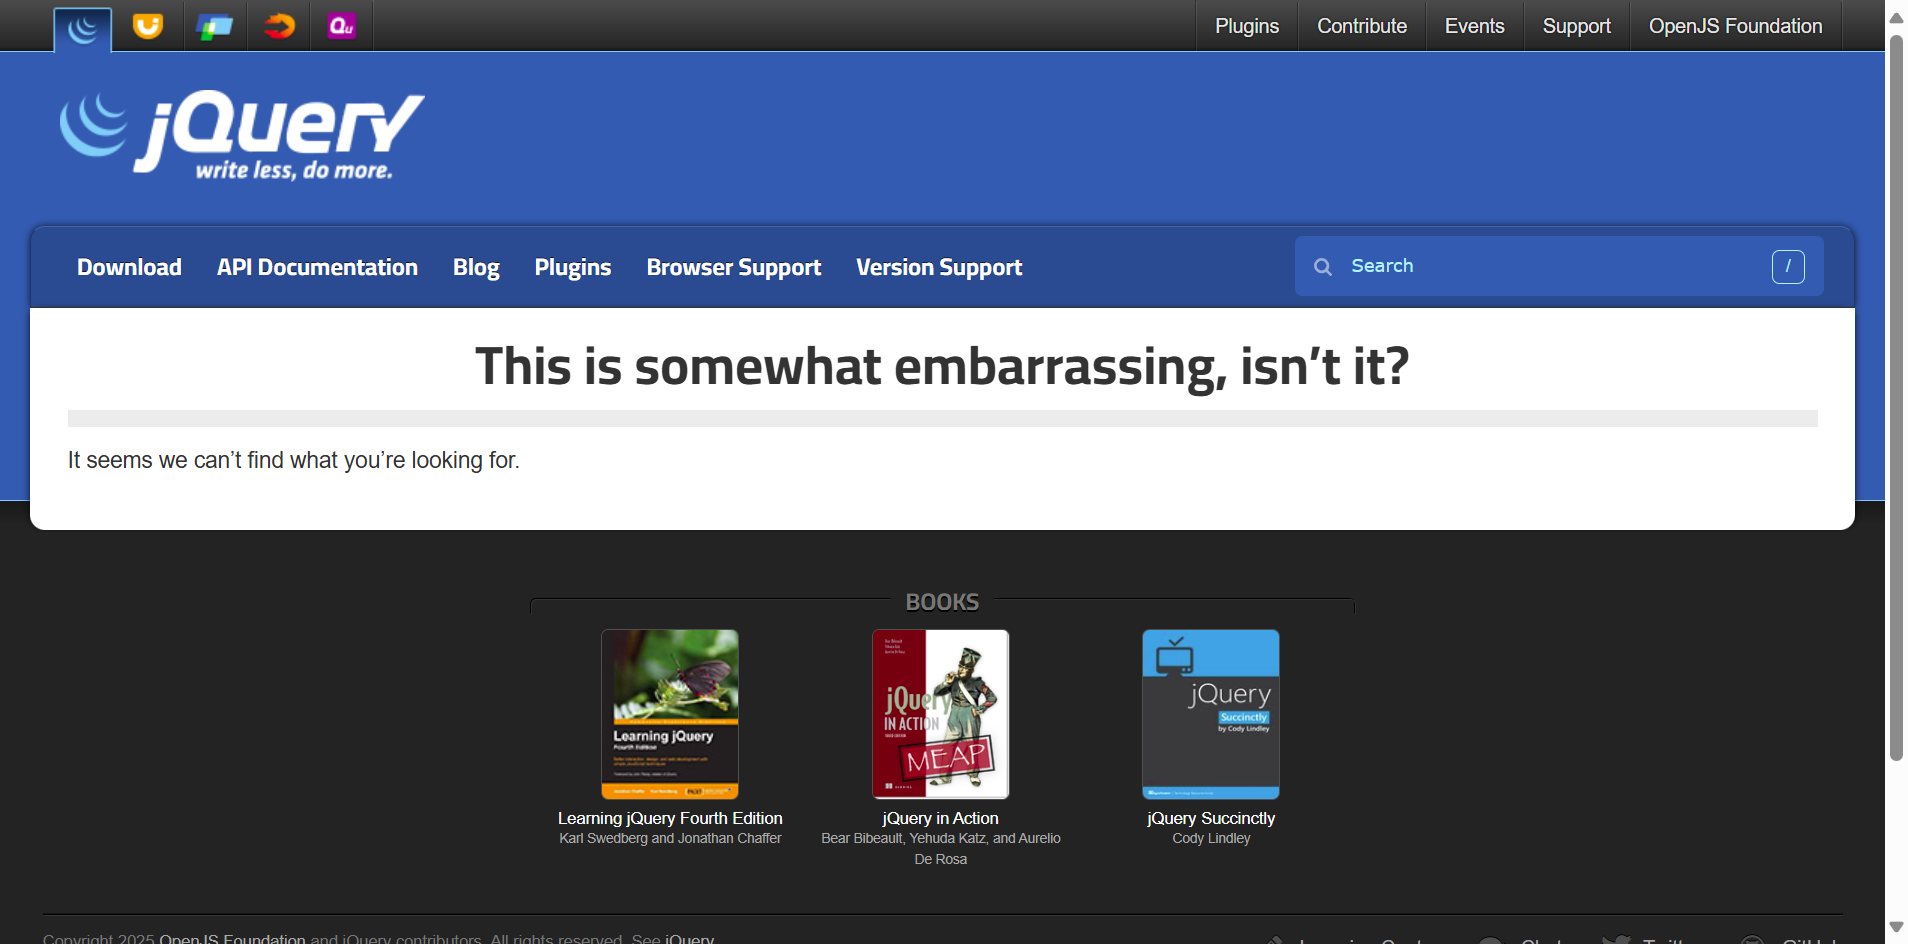 Plugins Contribute Events Support OpenJS Foundation
jQuery
write less, do more.
Download API Documentation Blog Plugins Browser Support Version Support Search /
This is somewhat embarrassing, isn’t it?
It seems we can’t find what you’re looking for.
BOOKS
Learning jQuery
Fourth Edition
jQuery
IN ACTION
MEAP
jQuery
Succinctly
by Cody Lindley
Learning jQuery Fourth Edition
Karl Swedberg and Jonathan Chaffer
jQuery in Action
Bear Bibeault, Yehuda Katz, and Aurelio
De Rosa
jQuery Succinctly
Cody Lindley
Copyright 2025 OpenJS Foundation and jQuery contributors. All rights reserved. See jQuery